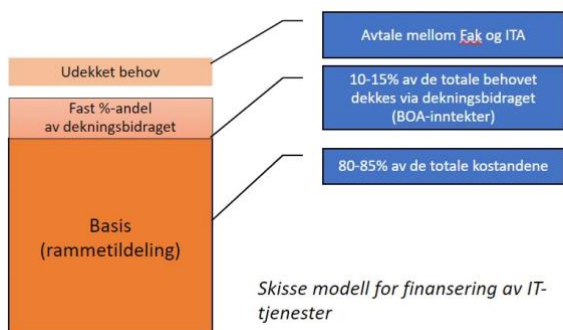 Udekket behov
Fast %-andel
av dekningsbidraget
Basis
(rammetildeling)
Avtale mellom Fak og ITA
10-15% av de totale behovet
dekkes via dekningsbidraget
(BOA-inntekter)
80-85% av de totale kostandene
Skisse modell for finansering av IT-
tjenester